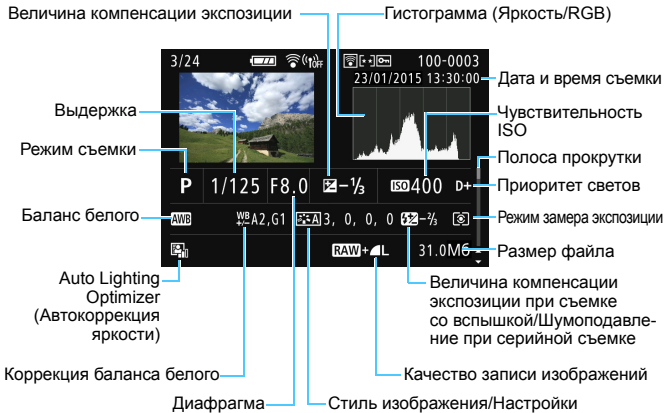 Величина компенсации экспозиции
Гистограмма (Яркость/RGB)
3/24
OFF
100-0003
23/01/2015 13:30:00
Дата и время съемки
Выдержка
Чувствительность
ISO
Режим съемки
Полоса прокрутки
P 1/125 F8.0 -1/3 ISO 400 D+
Приоритет светов
Баланс белого
AWB WB +/- A2,G1 A 3, 0, 0, 0 -2/3
Режим замера экспозиции
RAW+L 31.0Мб
Размер файла
Auto Lighting
Optimizer
(Автокоррекция
яркости)
Величина компенсации
экспозиции при съемке
со вспышкой/Шумоподавле-
ние при серийной съемке
Коррекция баланса белого
Качество записи изображений
Диафрагма
Стиль изображения/Настройки